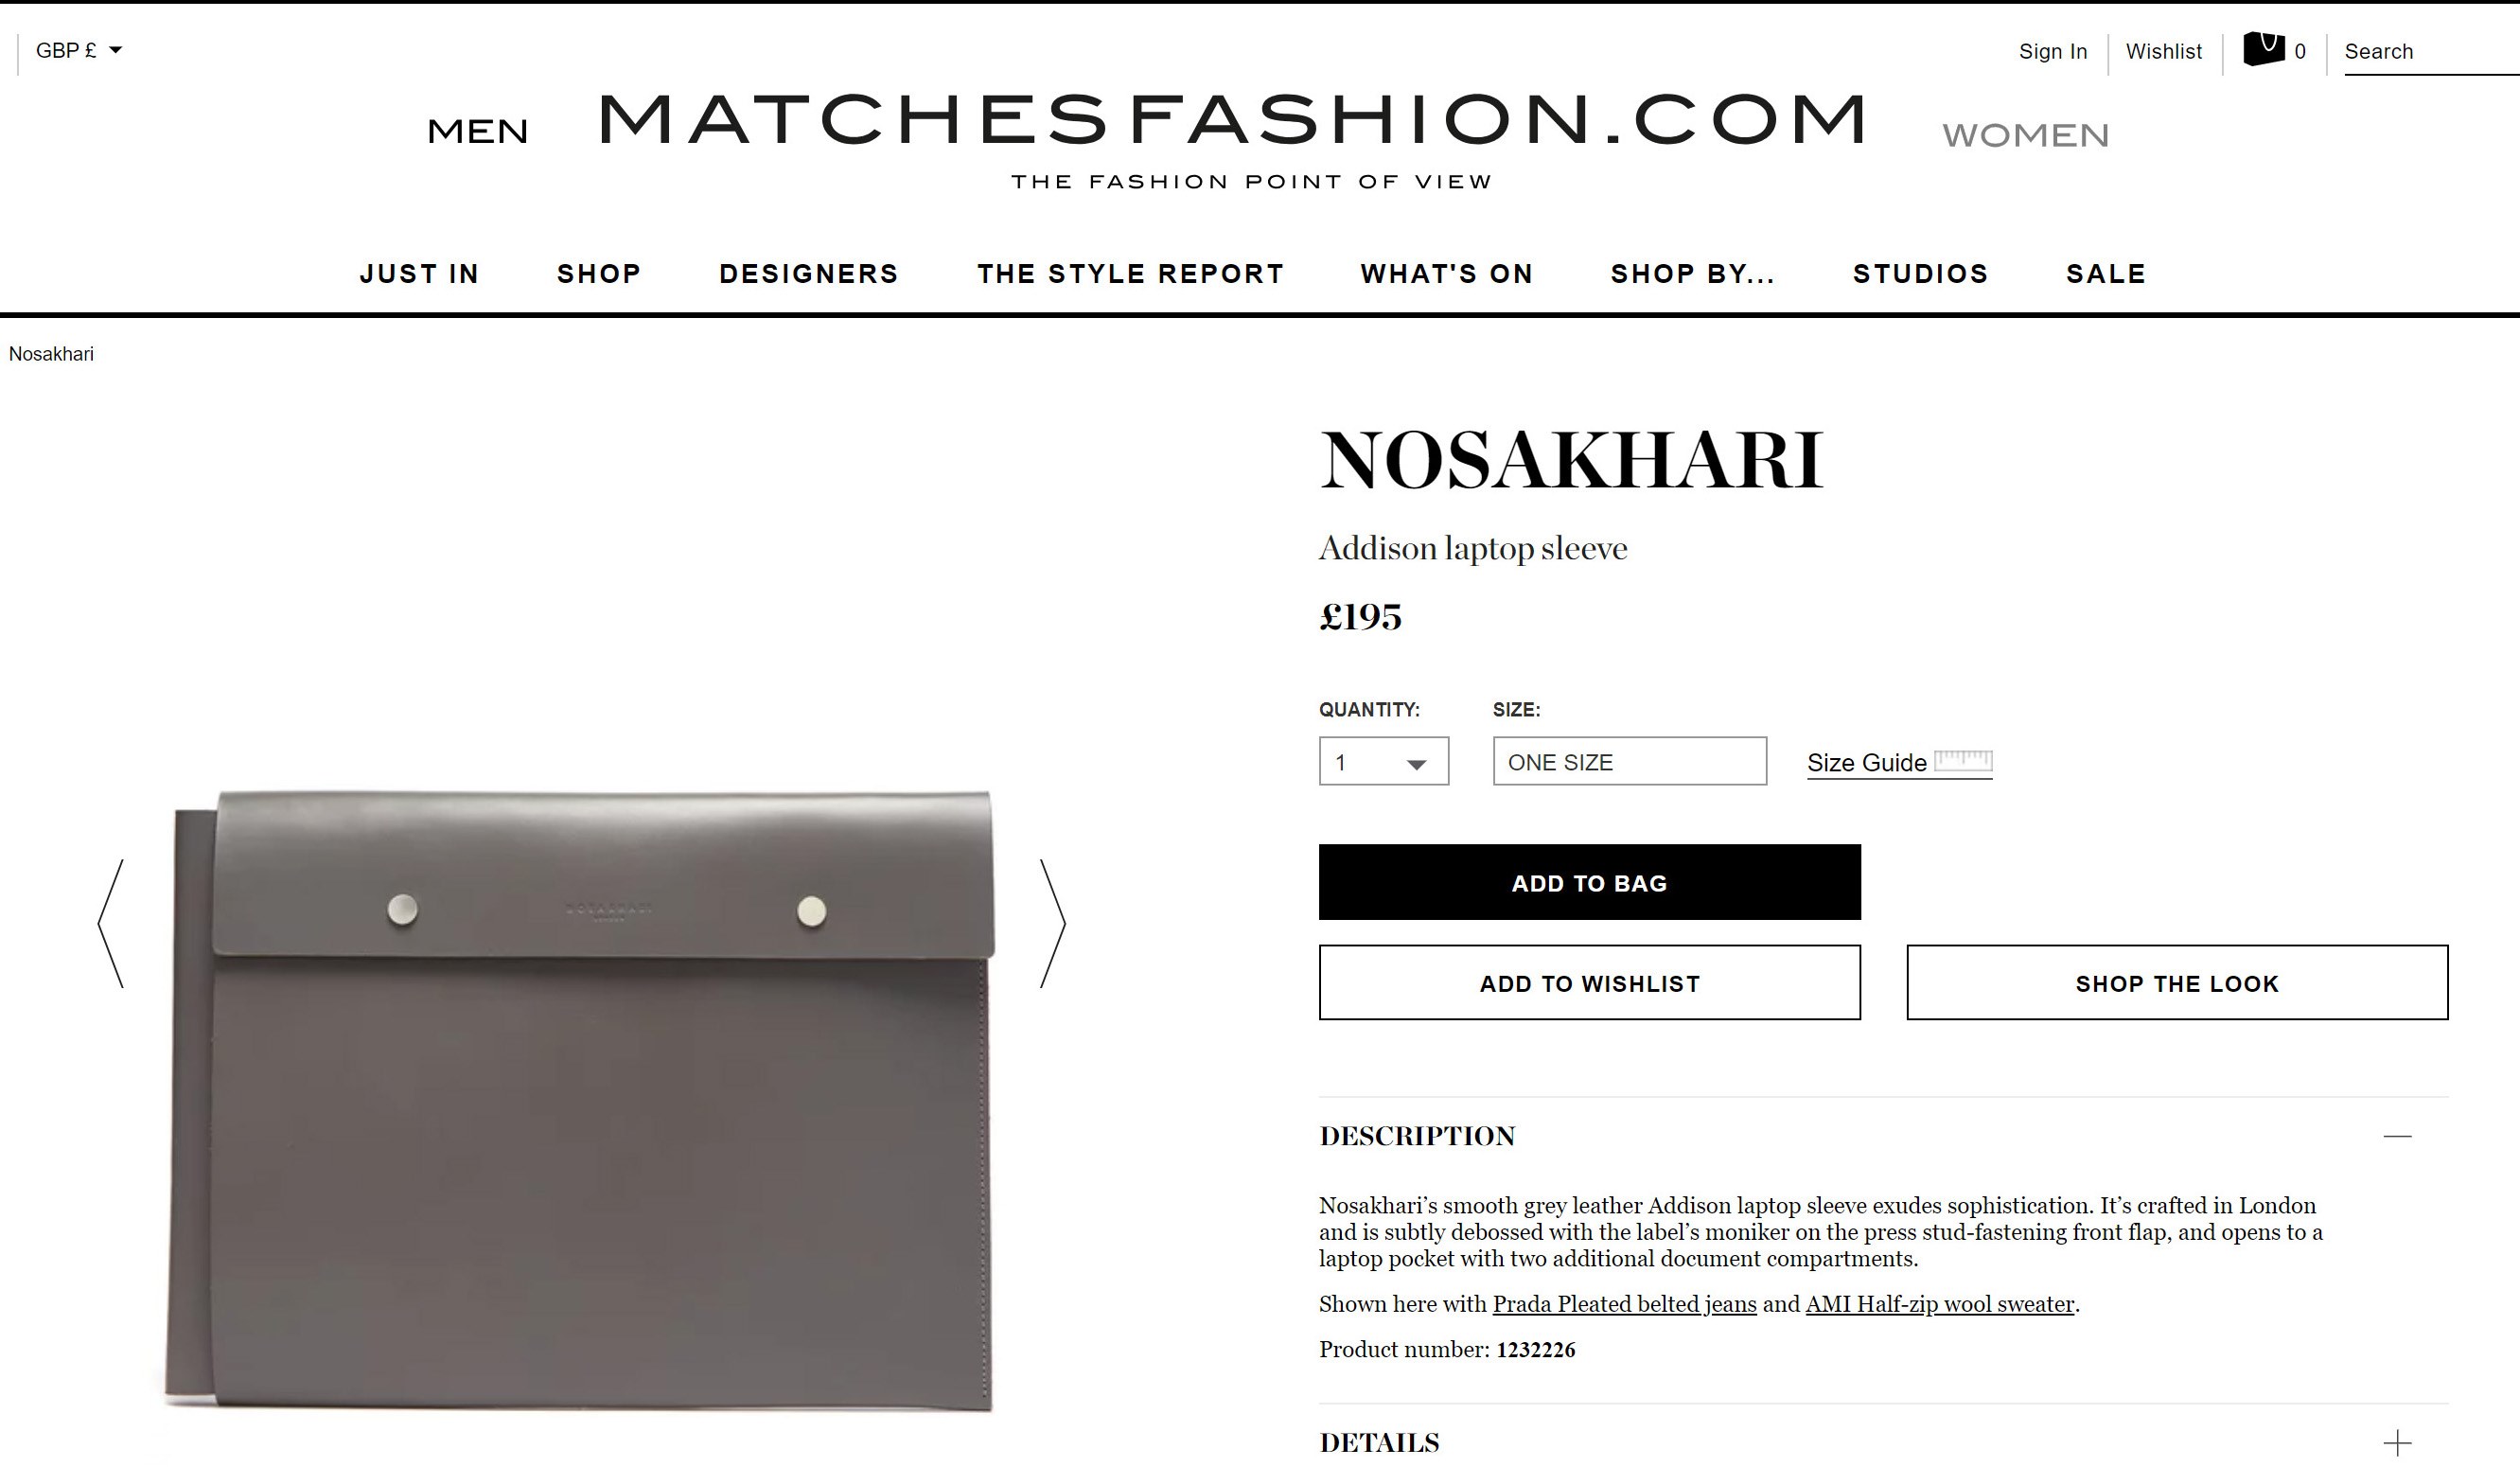 GBP £
Sign In
Wishlist
0
Search
MEN
MATCHESFASHION.COM
WOMEN
THE FASHION POINT OF VIEW
JUST IN
SHOP
DESIGNERS
THE STYLE REPORT
WHAT'S ON
SHOP BY...
STUDIOS
SALE
Nosakhari
NOSAKHARI
Addison laptop sleeve
£195
QUANTITY:
SIZE:
1
ONE SIZE
Size Guide
ADD TO BAG
ADD TO WISHLIST
SHOP THE LOOK
DESCRIPTION
Nosakhari’s smooth grey leather Addison laptop sleeve exudes sophistication. It’s crafted in London
and is subtly debossed with the label’s moniker on the press stud-fastening front flap, and opens to a
laptop pocket with two additional document compartments.
Shown here with Prada Pleated belted jeans and AMI Half-zip wool sweater.
Product number: 1232226
DETAILS